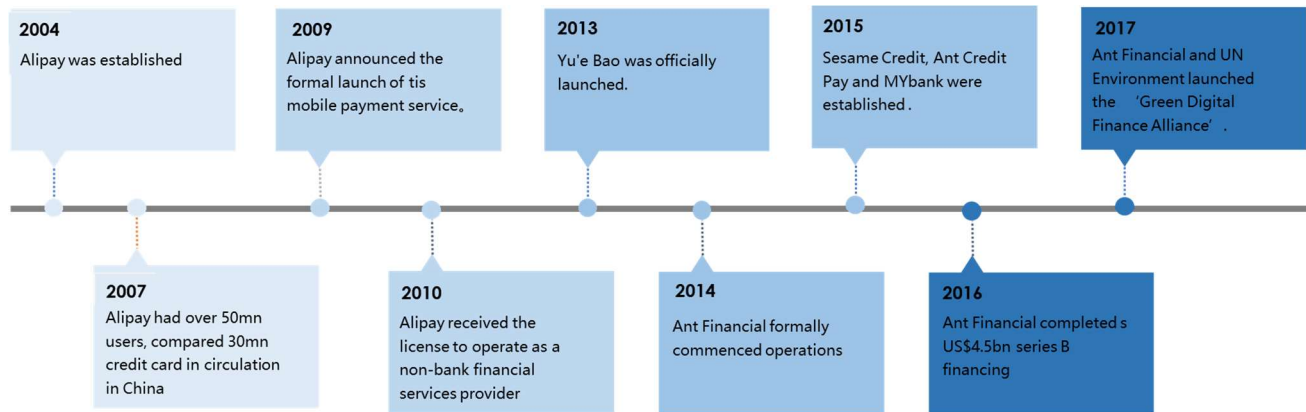 2004
Alipay was established
2007
Alipay had over 50mn
users, compared 30mn
credit card in circulation
in China
2009
Alipay announced the
formal launch of tis
mobile payment service。
2010
Alipay received the
license to operate as a
non-bank financial
services provider
2013
Yu'e Bao was officially
launched.
2014
Ant Financial formally
commenced operations
2015
Sesame Credit, Ant Credit
Pay and MYbank were
established .
2016
Ant Financial completed s
US$4.5bn series B
financing
2017
Ant Financial and UN
Environment launched
the ‘Green Digital
Finance Alliance’ .